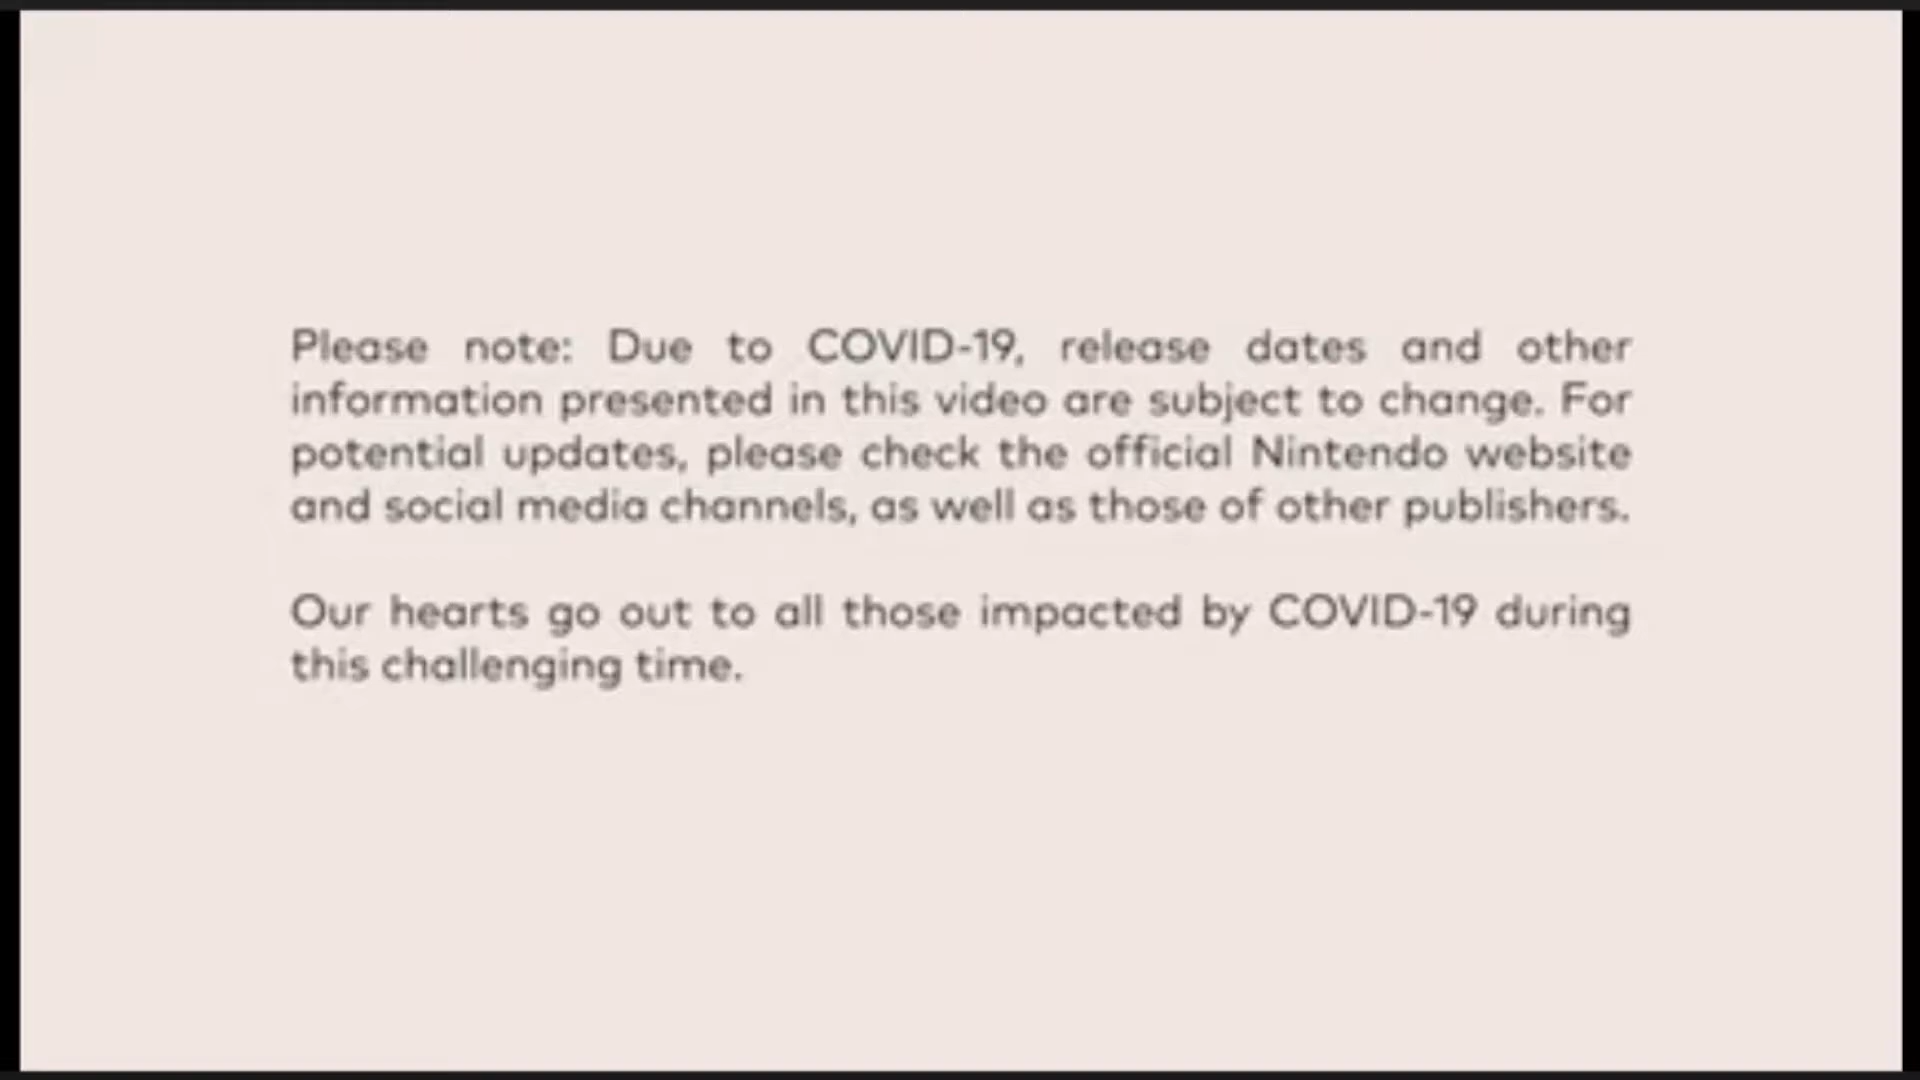 Please note: Due to COVID-19, release dates and other
information presented in this video are subject to change. For
potential updates, please check the official Nintendo website
and social media channels, as well as those of other publishers.
Our hearts go out to all those impacted by COVID-19 during
this challenging time.